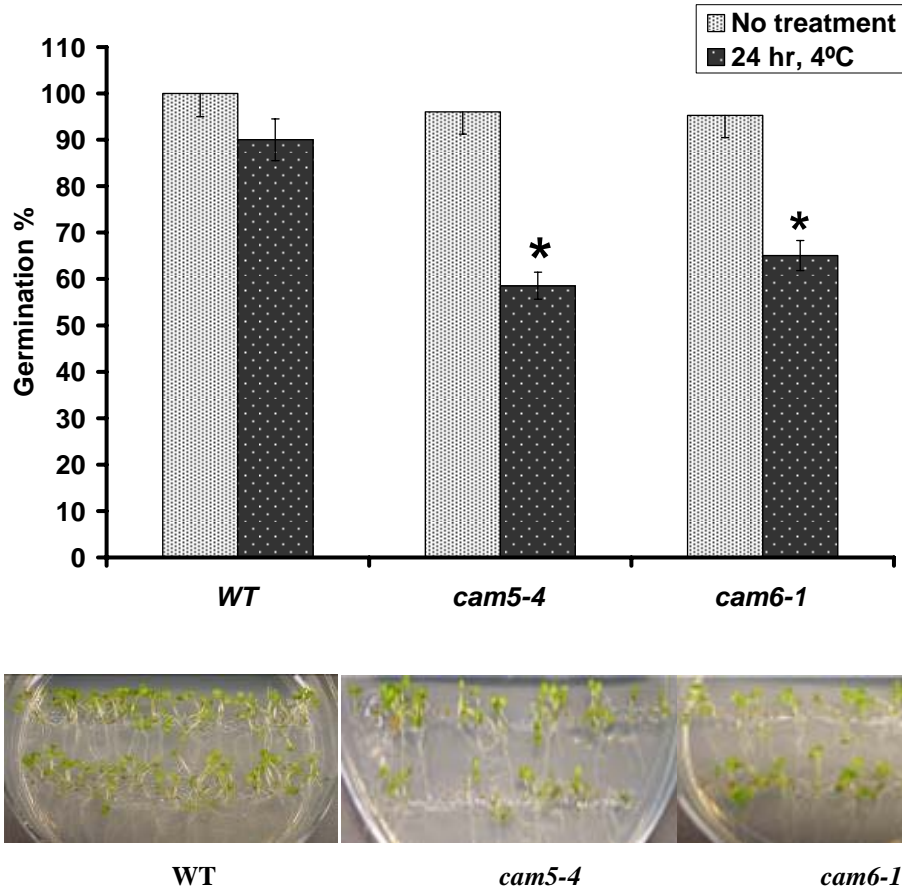 No treatment
24 hr, 4ºC
Germination %
110
100
90
80
70
60
50
40
30
20
10
0
*
*
WT
cam5-4
cam6-1
WT
cam5-4
cam6-1